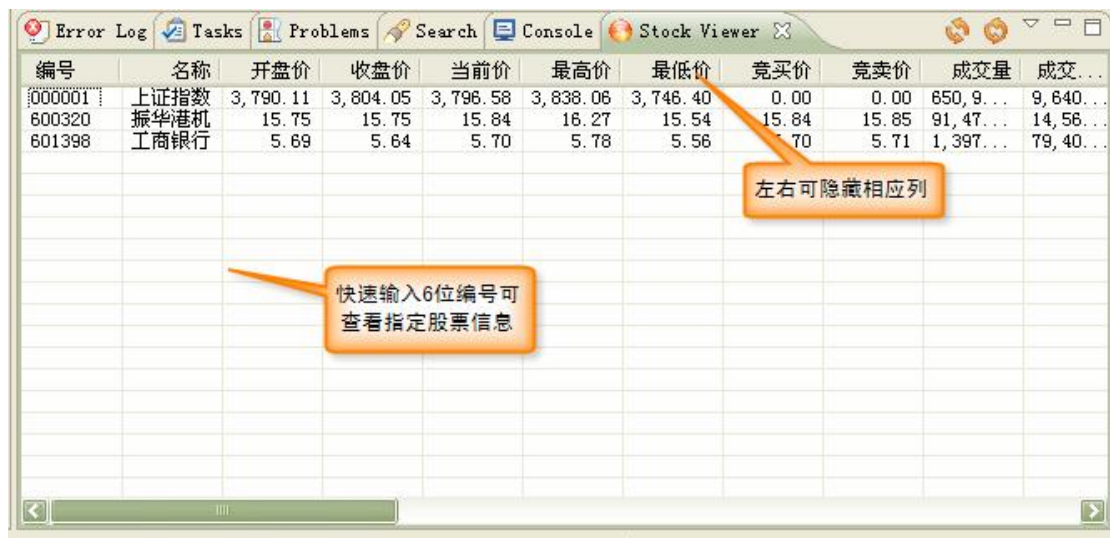 Error Log Tasks Problems Search Console Stock Viewer
编号 名称 开盘价 收盘价 当前价 最高价 最低价 竞买价 竞卖价 成交量 成交...
000001 上证指数 3,790.11 3,804.05 3,796.58 3,838.06 3,746.40 0.00 0.00 650,9... 9,640...
600320 振华港机 15.75 15.75 15.84 16.27 15.54 15.84 15.85 91,47... 14,56...
601398 工商银行 5.69 5.64 5.70 5.78 5.56 70 5.71 1,397... 79,40...
左右可隐藏相应列
快速输入6位编号可
查看指定股票信息